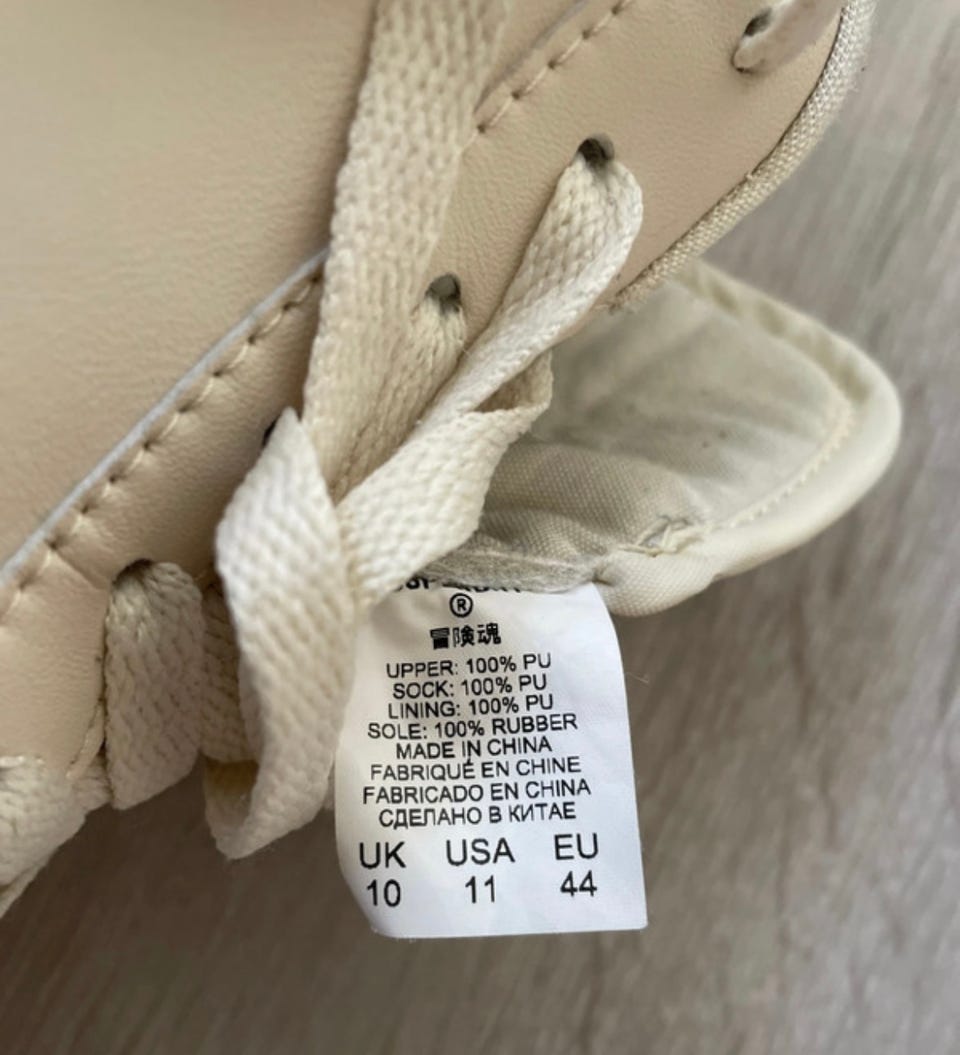 ®
冒険魂
UPPER: 100% PU
SOCK: 100% PU
LINING: 100% PU
SOLE: 100% RUBBER
MADE IN CHINA
FABRIQUÉ EN CHINE
FABRICADO EN CHINA
СДЕЛАНО В КИТАЕ
UK USA EU
10 11 44